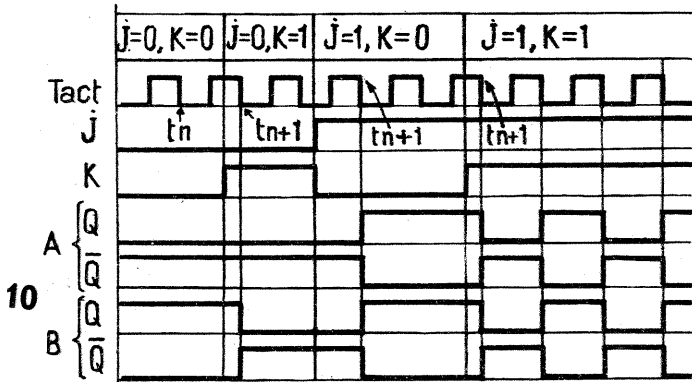 J=0, K=0 J=0, K=1 J=1, K=0 J=1, K=1
Tact
tn tn+1 tn+1 tn+1
J
K
A { Q
Q̅
10
B { Q
Q̅